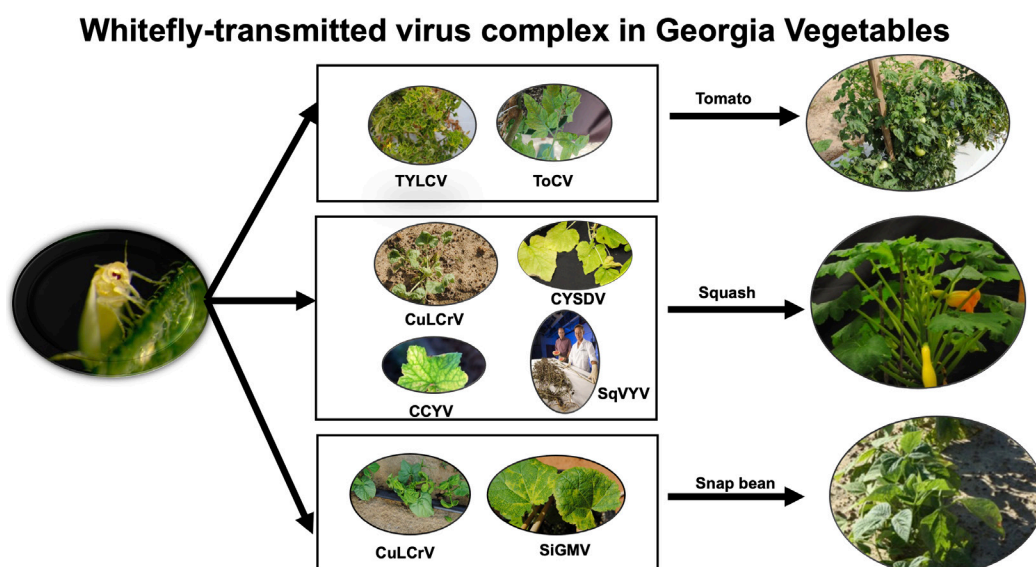 Whitefly-transmitted virus complex in Georgia Vegetables
TYLCV
ToCV
Tomato
CuLCrV
CYSDV
CCYV
SqVYV
Squash
CuLCrV
SiGMV
Snap bean